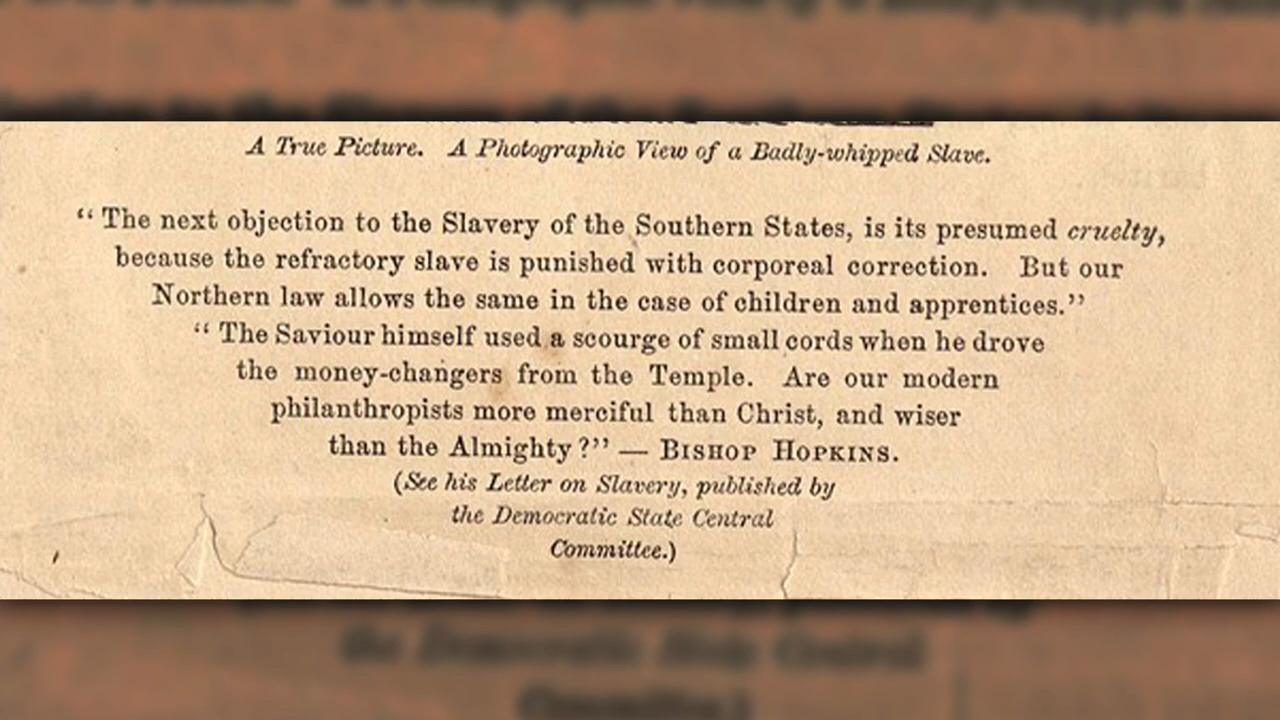 A True Picture. A Photographic View of a Badly-whipped Slave.
“The next objection to the Slavery of the Southern States, is its presumed cruelty,
because the refractory slave is punished with corporeal correction. But our
Northern law allows the same in the case of children and apprentices.”
“The Saviour himself used a scourge of small cords when he drove
the money-changers from the Temple. Are our modern
philanthropists more merciful than Christ, and wiser
than the Almighty?” — BISHOP HOPKINS.
(See his Letter on Slavery, published by
the Democratic State Central
Committee.)